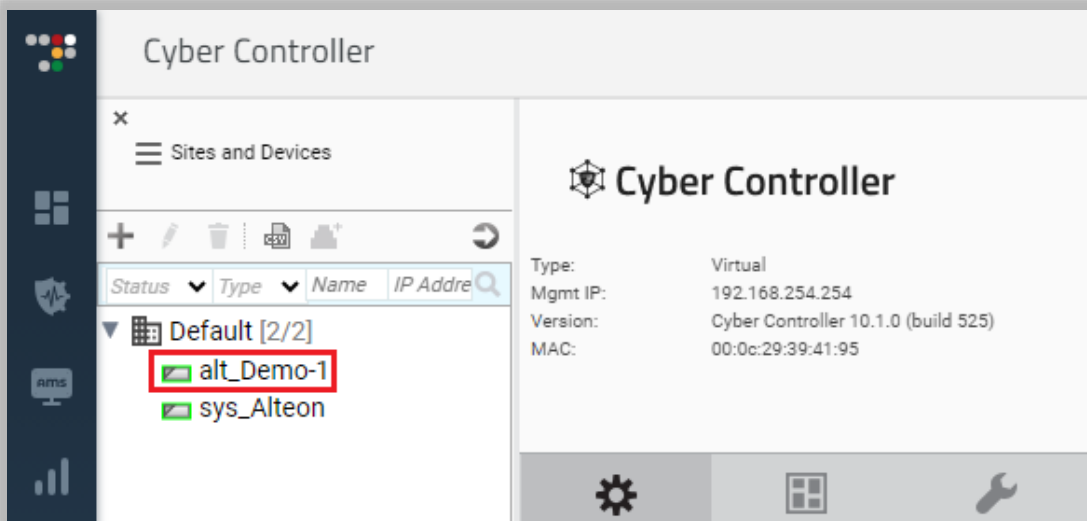 Cyber Controller
Sites and Devices
Status Type Name IP Addre
Default [2/2]
alt_Demo-1
sys_Alteon
ams
Cyber Controller
Type: Virtual
Mgmt IP: 192.168.254.254
Version: Cyber Controller 10.1.0 (build 525)
MAC: 00:0c:29:39:41:95